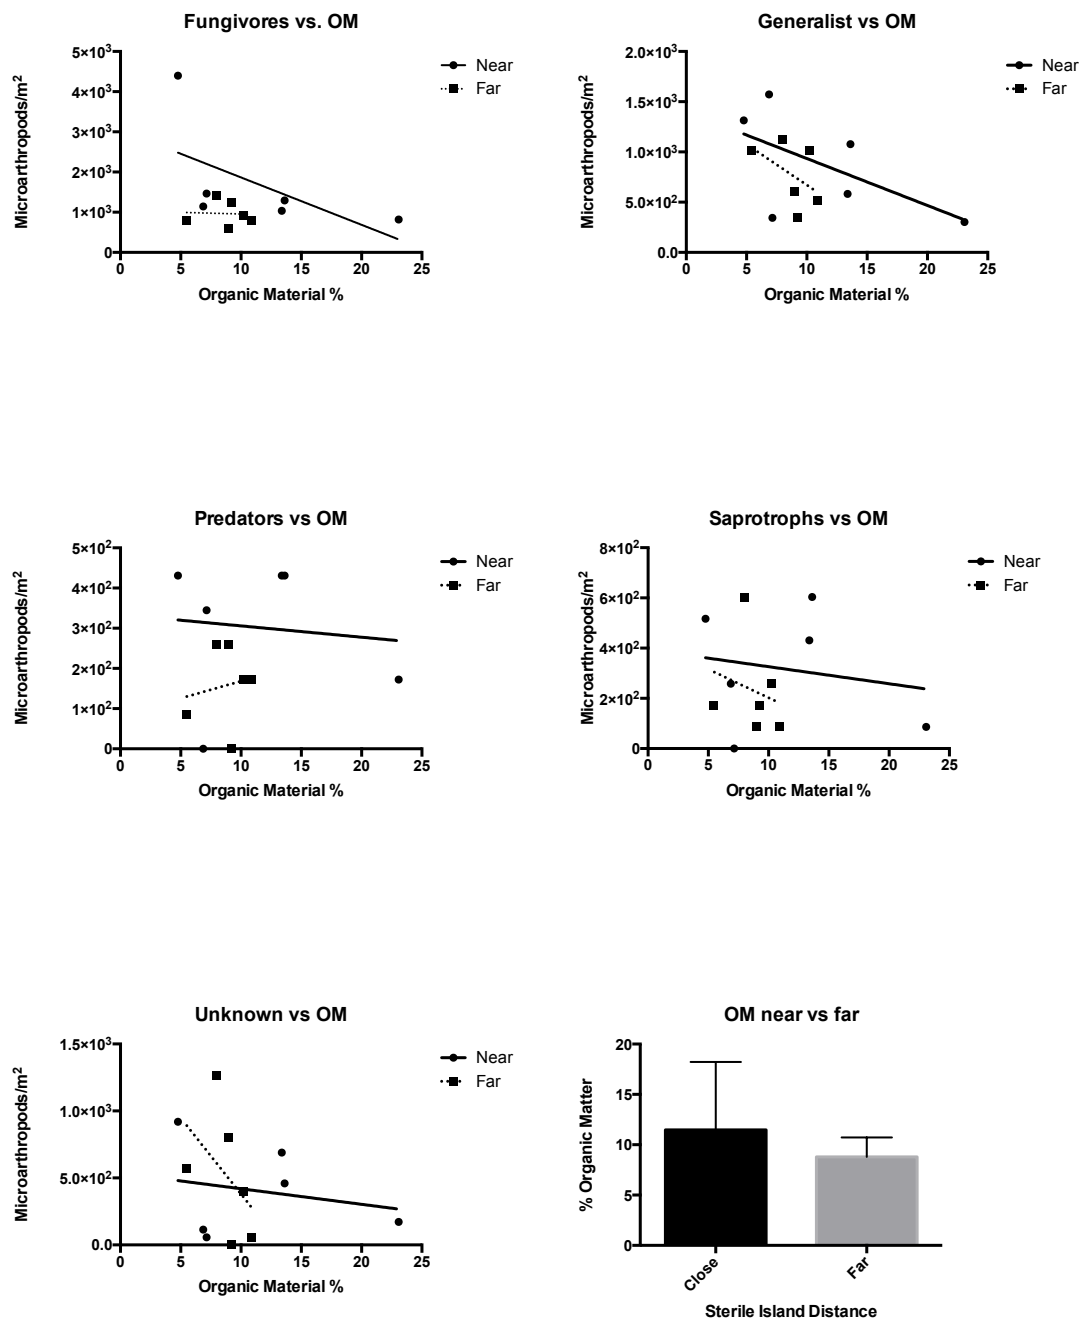 Fungivores vs. OM
Microarthropods/m²
5×10³
4×10³
3×10³
2×10³
1×10³
0
0 5 10 15 20 25
Organic Material %
Near
Far
Generalist vs OM
Microarthropods/m²
2.0×10³
1.5×10³
1.0×10³
5.0×10²
0.0
0 5 10 15 20 25
Organic Material %
Near
Far
Predators vs OM
Microarthropods/m²
5×10²
4×10²
3×10²
2×10²
1×10²
0
0 5 10 15 20 25
Organic Material %
Near
Far
Saprotrophs vs OM
Microarthropods/m²
8×10²
6×10²
4×10²
2×10²
0
0 5 10 15 20 25
Organic Material %
Near
Far
Unknown vs OM
Microarthropods/m²
1.5×10³
1.0×10³
5.0×10²
0.0
0 5 10 15 20 25
Organic Material %
Near
Far
OM near vs far
% Organic Matter
20
15
10
5
0
Close
Far
Sterile Island Distance